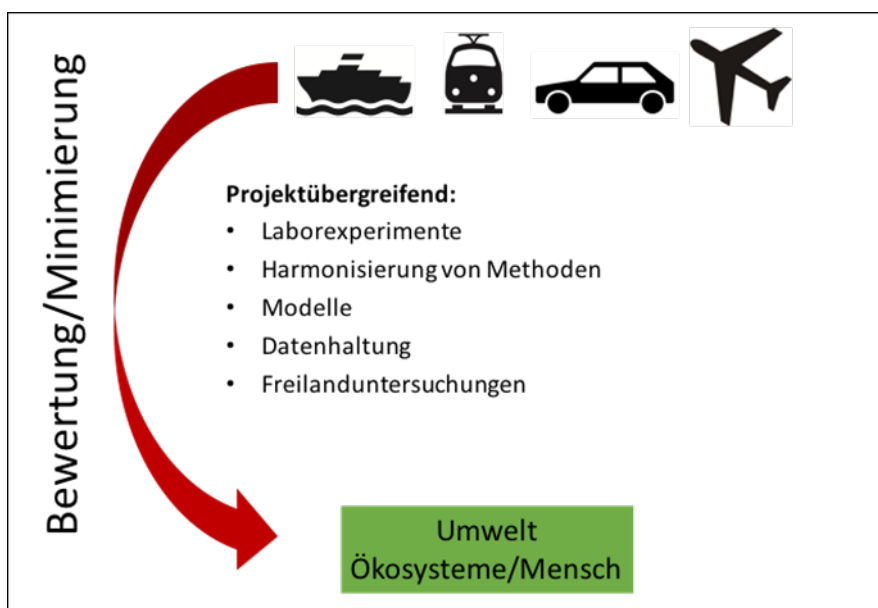 Bewertung/Minimierung
Projektübergreifend:
• Laborexperimente
• Harmonisierung von Methoden
• Modelle
• Datenhaltung
• Freilanduntersuchungen
Umwelt
Ökosysteme/Mensch